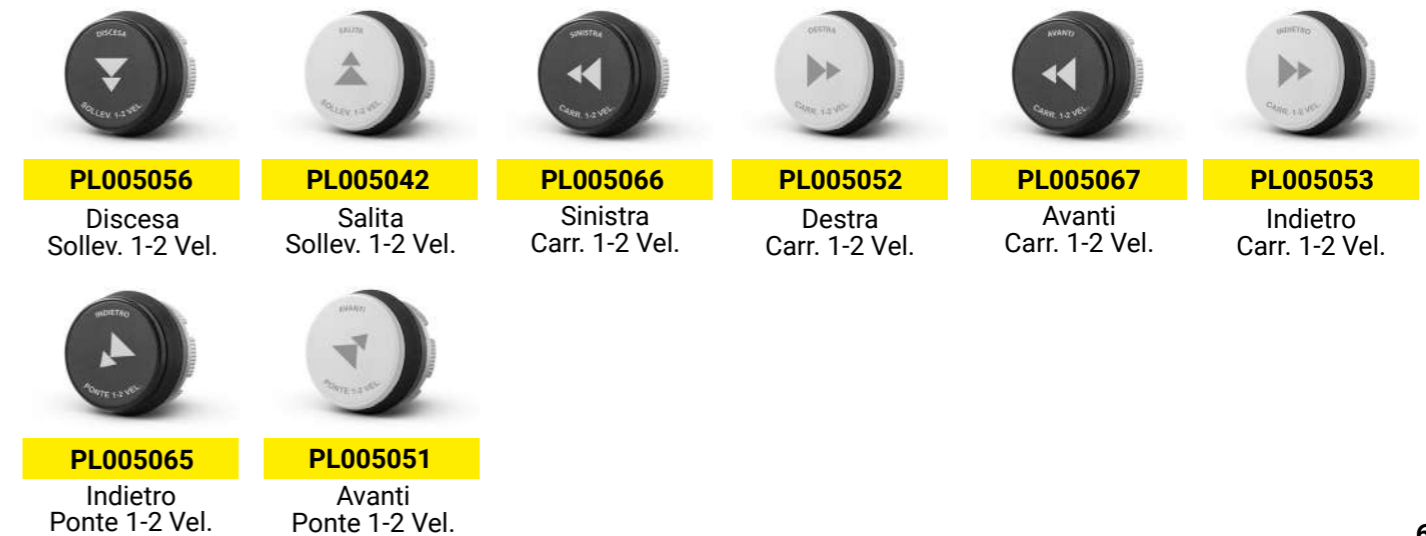 DISCESA
SOLLEV. 1-2 VEL.
SALITA
SOLLEV. 1-2 VEL.
SINISTRA
CARR. 1-2 VEL.
DESTRA
CARR. 1-2 VEL.
AVANTI
CARR. 1-2 VEL.
INDIETRO
CARR. 1-2 VEL.
PL005056
PL005042
PL005066
PL005052
PL005067
PL005053
Discesa
Sollev. 1-2 Vel.
Salita
Sollev. 1-2 Vel.
Sinistra
Carr. 1-2 Vel.
Destra
Carr. 1-2 Vel.
Avanti
Carr. 1-2 Vel.
Indietro
Carr. 1-2 Vel.
INDIETRO
PONTE 1-2 VEL.
AVANTI
PONTE 1-2 VEL.
PL005065
PL005051
Indietro
Ponte 1-2 Vel.
Avanti
Ponte 1-2 Vel.